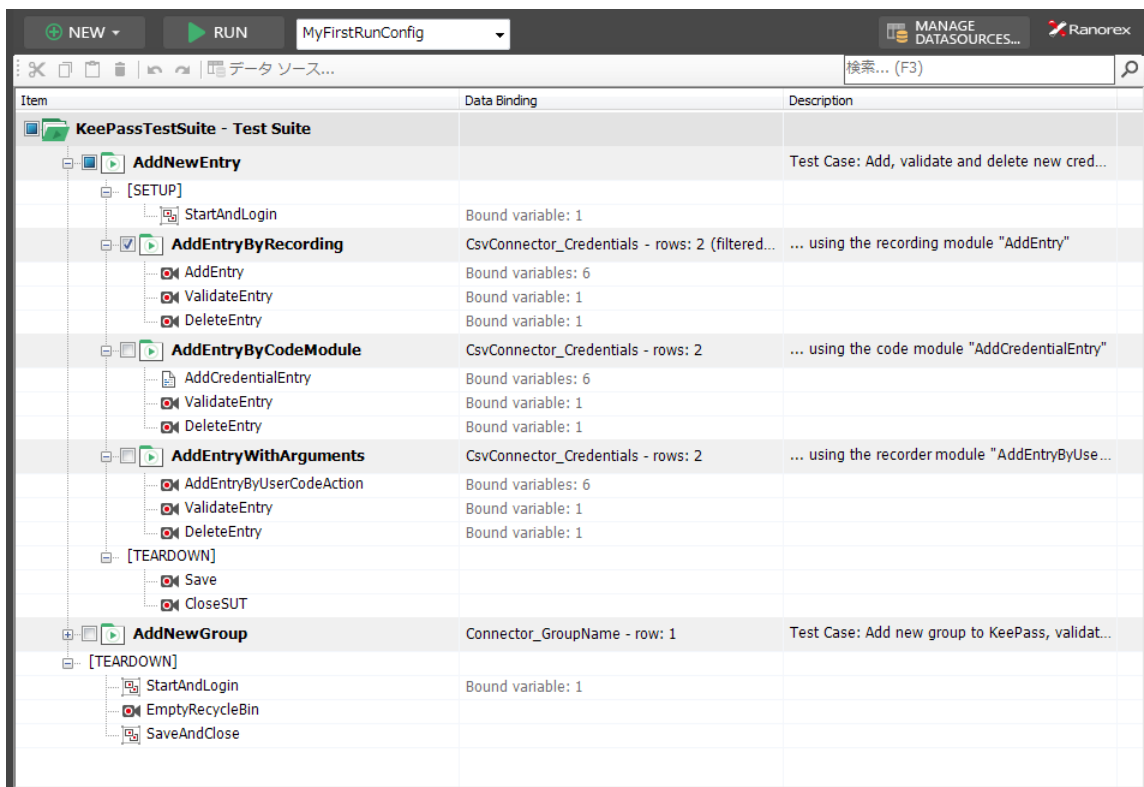 NEW RUN MyFirstRunConfig MANAGE DATASOURCES... Ranorex
データ ソース... 検索... (F3)
Item Data Binding Description
KeePassTestSuite - Test Suite
AddNewEntry Test Case: Add, validate and delete new cred...
[SETUP]
StartAndLogin Bound variable: 1
AddEntryByRecording CsvConnector_Credentials - rows: 2 (filtered... ... using the recording module "AddEntry"
AddEntry Bound variables: 6
ValidateEntry Bound variable: 1
DeleteEntry Bound variable: 1
AddEntryByCodeModule CsvConnector_Credentials - rows: 2 ... using the code module "AddCredentialEntry"
AddCredentialEntry Bound variables: 6
ValidateEntry Bound variable: 1
DeleteEntry Bound variable: 1
AddEntryWithArguments CsvConnector_Credentials - rows: 2 ... using the recorder module "AddEntryByUse...
AddEntryByUserCodeAction Bound variables: 6
ValidateEntry Bound variable: 1
DeleteEntry Bound variable: 1
[TEARDOWN]
Save
CloseSUT
AddNewGroup Connector_GroupName - row: 1 Test Case: Add new group to KeePass, validat...
[TEARDOWN]
StartAndLogin Bound variable: 1
EmptyRecycleBin
SaveAndClose